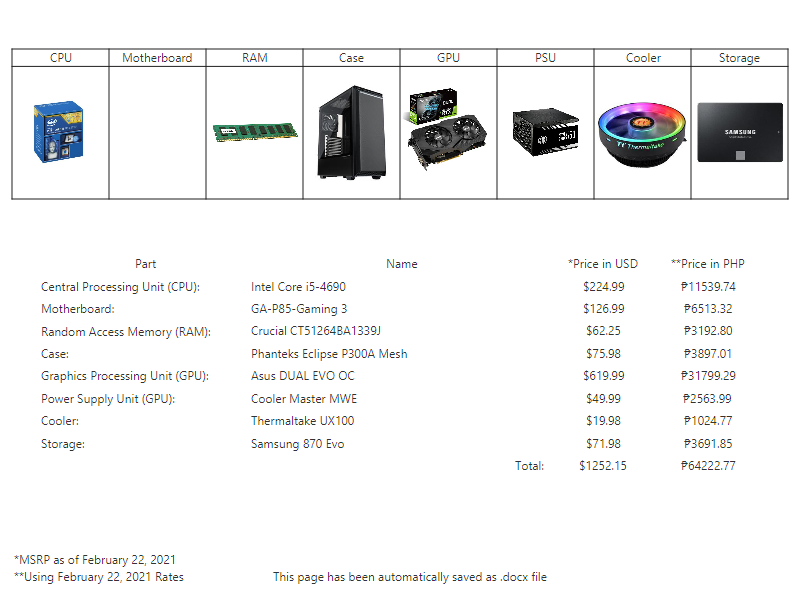 CPU Motherboard RAM Case GPU PSU Cooler Storage
SAMSUNG
Thermaltake
Part Name *Price in USD **Price in PHP
Central Processing Unit (CPU): Intel Core i5-4690 $224.99 ₱11539.74
Motherboard: GA-P85-Gaming 3 $126.99 ₱6513.32
Random Access Memory (RAM): Crucial CT51264BA1339J $62.25 ₱3192.80
Case: Phanteks Eclipse P300A Mesh $75.98 ₱3897.01
Graphics Processing Unit (GPU): Asus DUAL EVO OC $619.99 ₱31799.29
Power Supply Unit (GPU): Cooler Master MWE $49.99 ₱2563.99
Cooler: Thermaltake UX100 $19.98 ₱1024.77
Storage: Samsung 870 Evo $71.98 ₱3691.85
Total: $1252.15 ₱64222.77
*MSRP as of February 22, 2021
**Using February 22, 2021 Rates This page has been automatically saved as .docx file